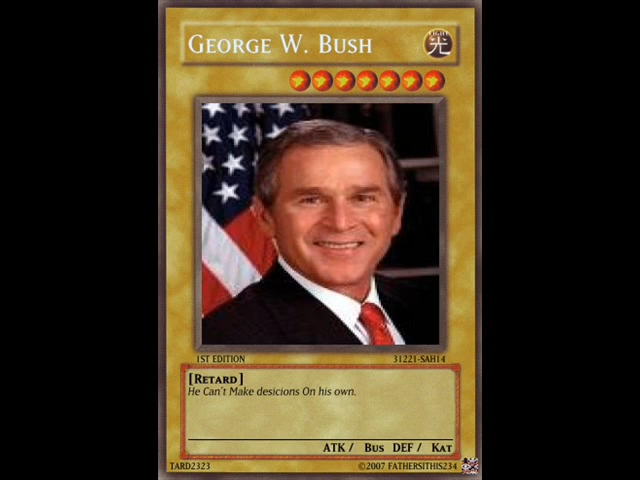 George W. Bush
LIGHT
光
1ST EDITION
31221-SAH14
[Retard]
He Can't Make desicions On his own.
ATK / Bus DEF / Kat
TARD2323
©2007 FATHERSITHIS234